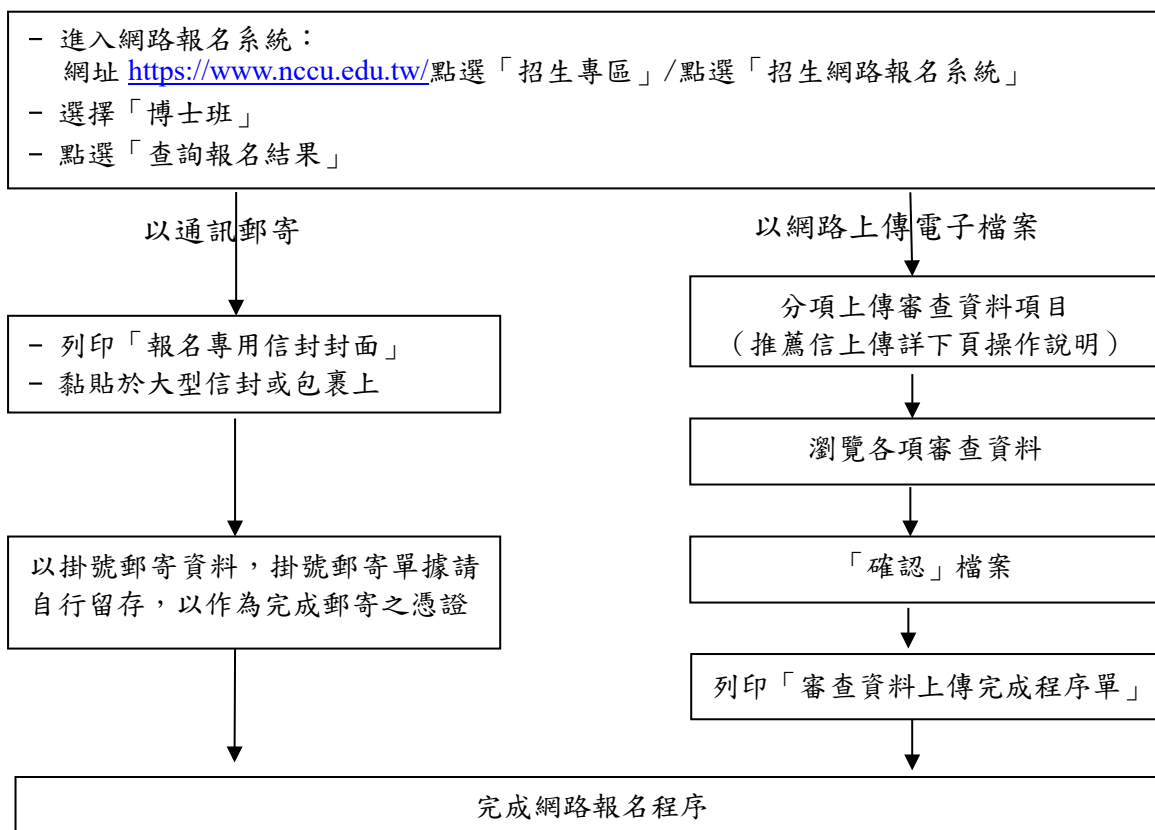 – 進入網路報名系統：
網址 https://www.nccu.edu.tw/點選「招生專區」/點選「招生網路報名系統」
– 選擇「博士班」
– 點選「查詢報名結果」
以通訊郵寄
– 列印「報名專用信封封面」
– 黏貼於大型信封或包裹上
以掛號郵寄資料，掛號郵寄單據請
自行留存，以作為完成郵寄之憑證
以網路上傳電子檔案
分項上傳審查資料項目
（推薦信上傳詳下頁操作說明）
瀏覽各項審查資料
「確認」檔案
列印「審查資料上傳完成程序單」
完成網路報名程序